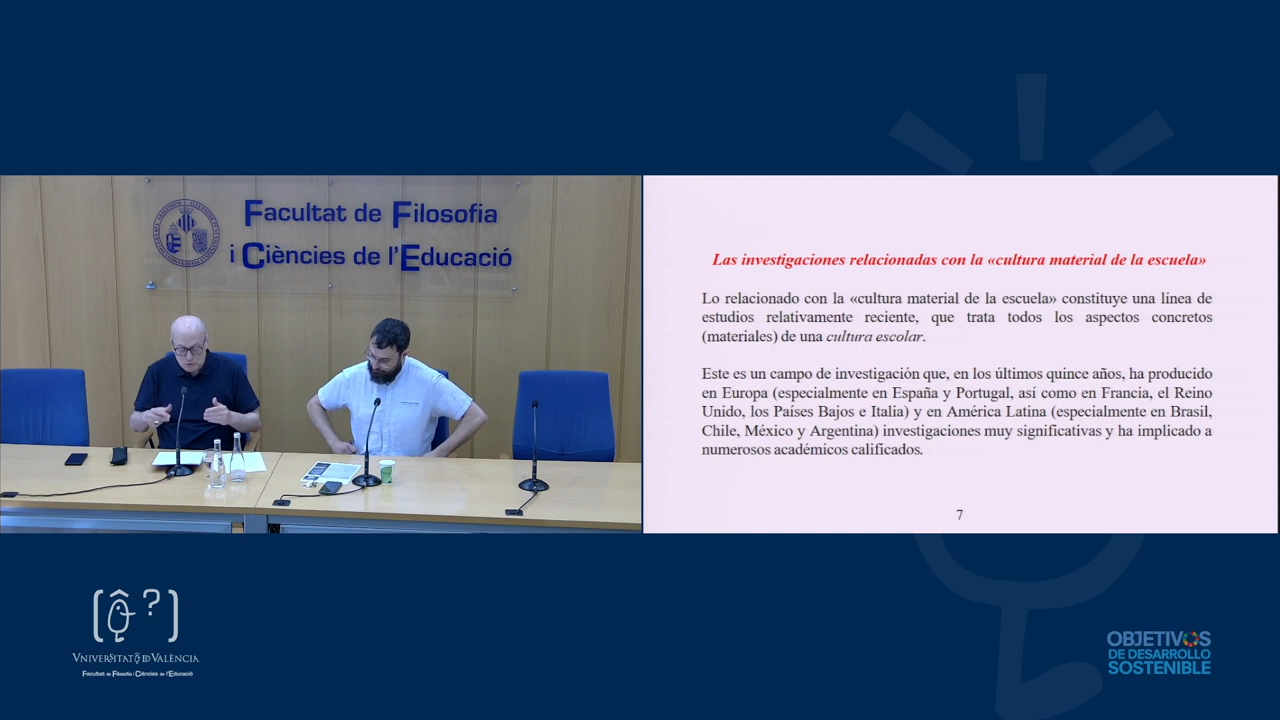 Facultat de Filosofia
i Ciències de l'Educació
Las investigaciones relacionadas con la «cultura material de la escuela»
Lo relacionado con la «cultura material de la escuela» constituye una línea de
estudios relativamente reciente, que trata todos los aspectos concretos
(materiales) de una cultura escolar.
Este es un campo de investigación que, en los últimos quince años, ha producido
en Europa (especialmente en España y Portugal, así como en Francia, el Reino
Unido, los Países Bajos e Italia) y en América Latina (especialmente en Brasil,
Chile, México y Argentina) investigaciones muy significativas y ha implicado a
numerosos académicos calificados.
7
VNIVERSITAT DE VALÈNCIA
Facultat de Filosofia i Ciències de l'Educació
OBJETIVOS
DE DESARROLLO
SOSTENIBLE